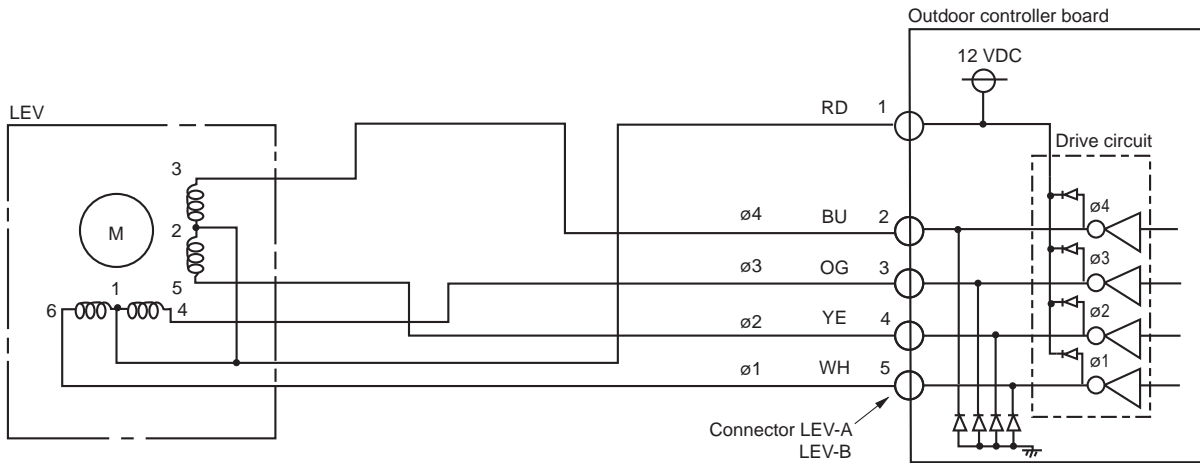 Outdoor controller board
12 VDC
LEV
RD 1
Drive circuit
3
ø4 BU 2 ø4
M
2
ø3 OG 3 ø3
5
1
6 4
ø2 YE 4 ø2
ø1 WH 5 ø1
Connector LEV-A
LEV-B